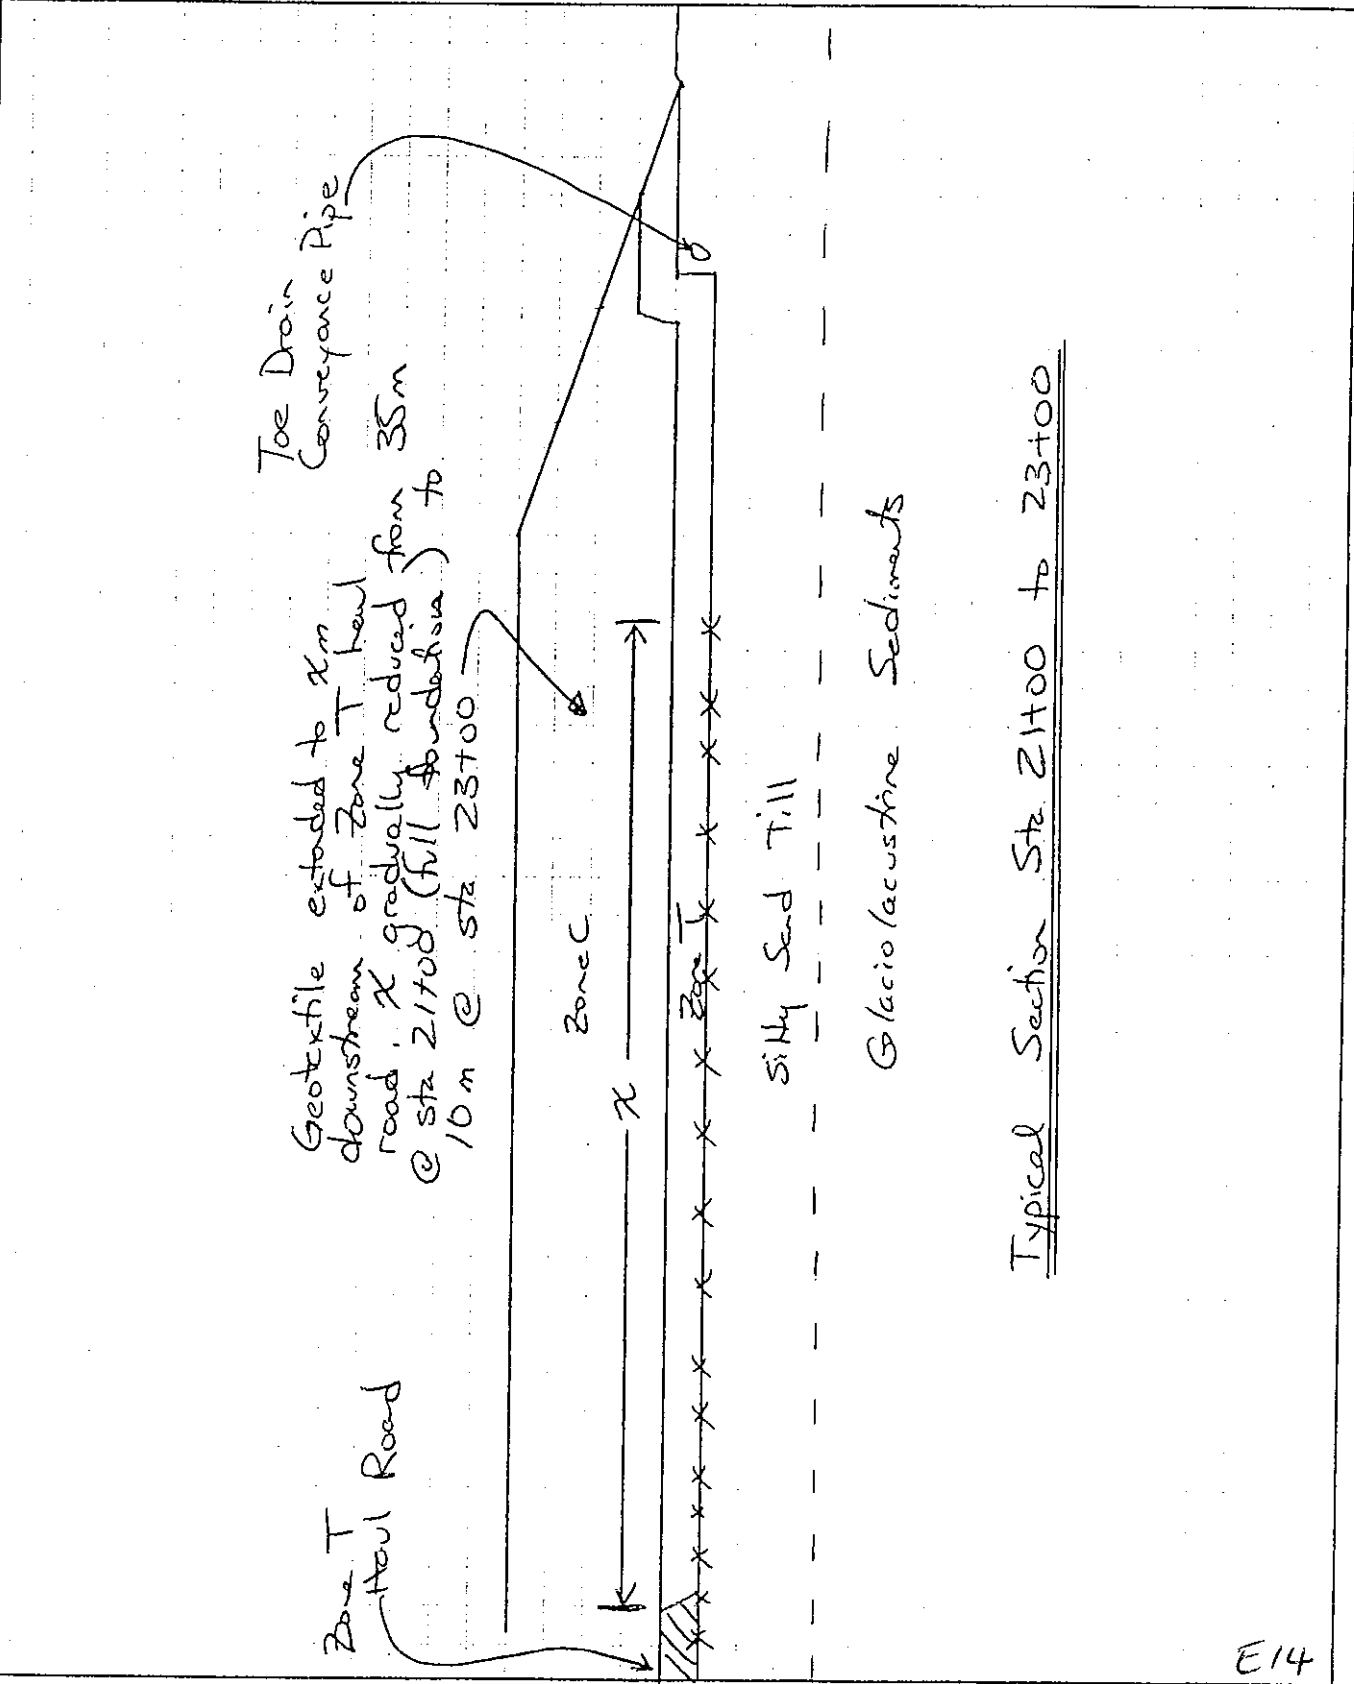 Zone T
Haul Road
Geotextile extended to x m
downstream of Zone T haul
road. x gradually reduced from 35m
@ sta 21+00 (full foundation) to
10 m @ sta 23+00
Toe Drain
Conveyance Pipe
Zone C
x
Zone T
Silty Sand Till
Glaciolacustrine Sediments
Typical Section Sta 21+00 to 23+00
E14